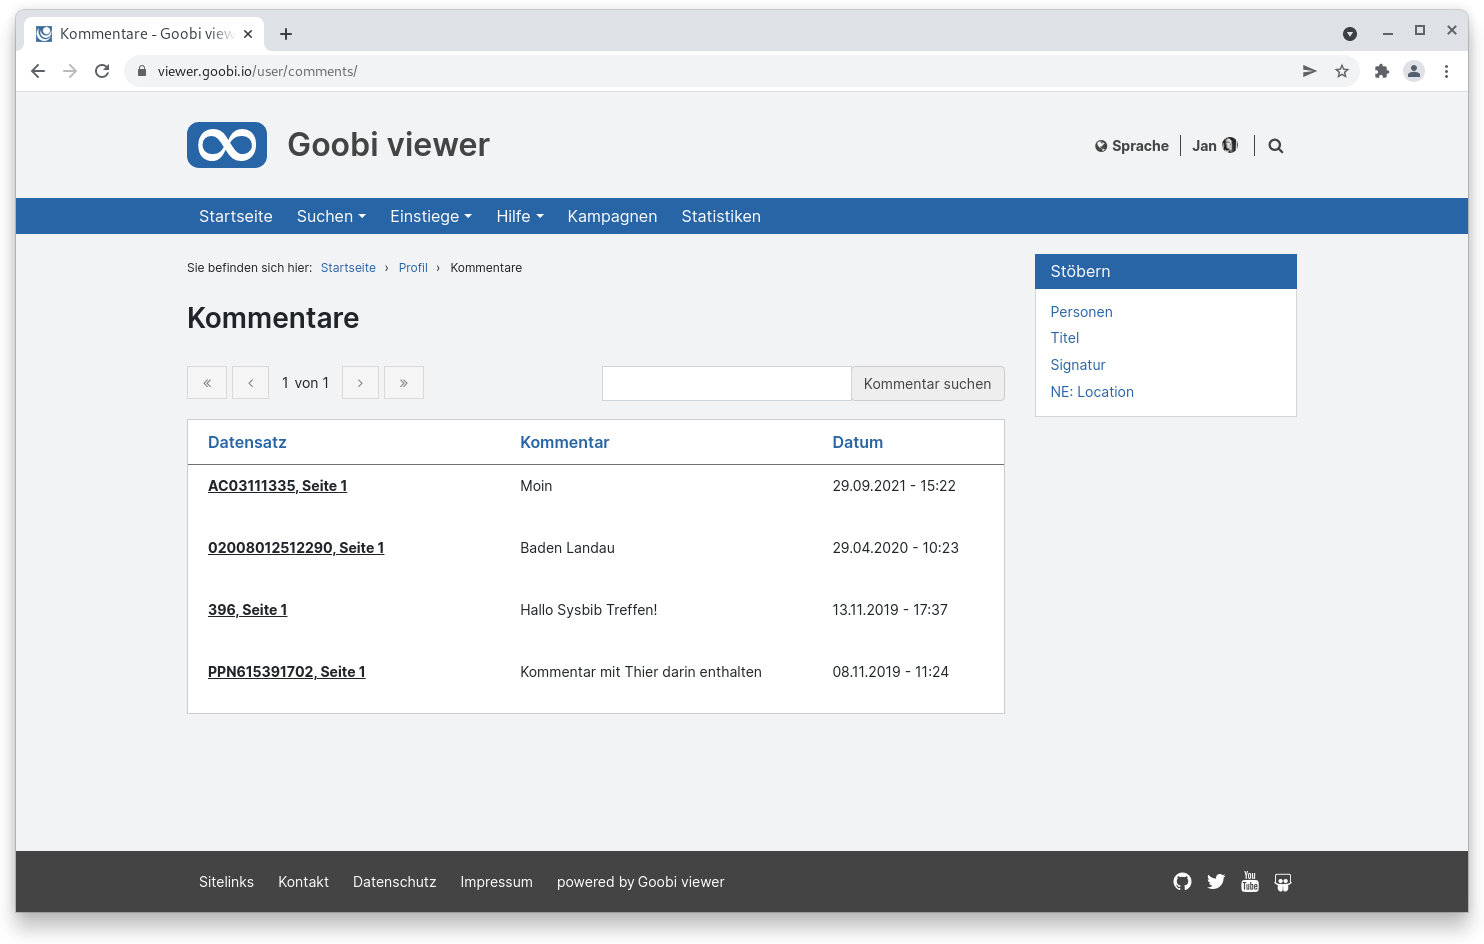 Kommentare - Goobi view
viewer.goobi.io/user/comments/
Goobi viewer
Sprache
Jan
Startseite Suchen Einstiege Hilfe Kampagnen Statistiken
Sie befinden sich hier: Startseite › Profil › Kommentare
Kommentare
« ‹ 1 von 1 › »
Kommentar suchen
Datensatz Kommentar Datum
AC03111335, Seite 1 Moin 29.09.2021 - 15:22
02008012512290, Seite 1 Baden Landau 29.04.2020 - 10:23
396, Seite 1 Hallo Sysbib Treffen! 13.11.2019 - 17:37
PPN615391702, Seite 1 Kommentar mit Thier darin enthalten 08.11.2019 - 11:24
Stöbern
Personen
Titel
Signatur
NE: Location
Sitelinks Kontakt Datenschutz Impressum powered by Goobi viewer
You
Tube